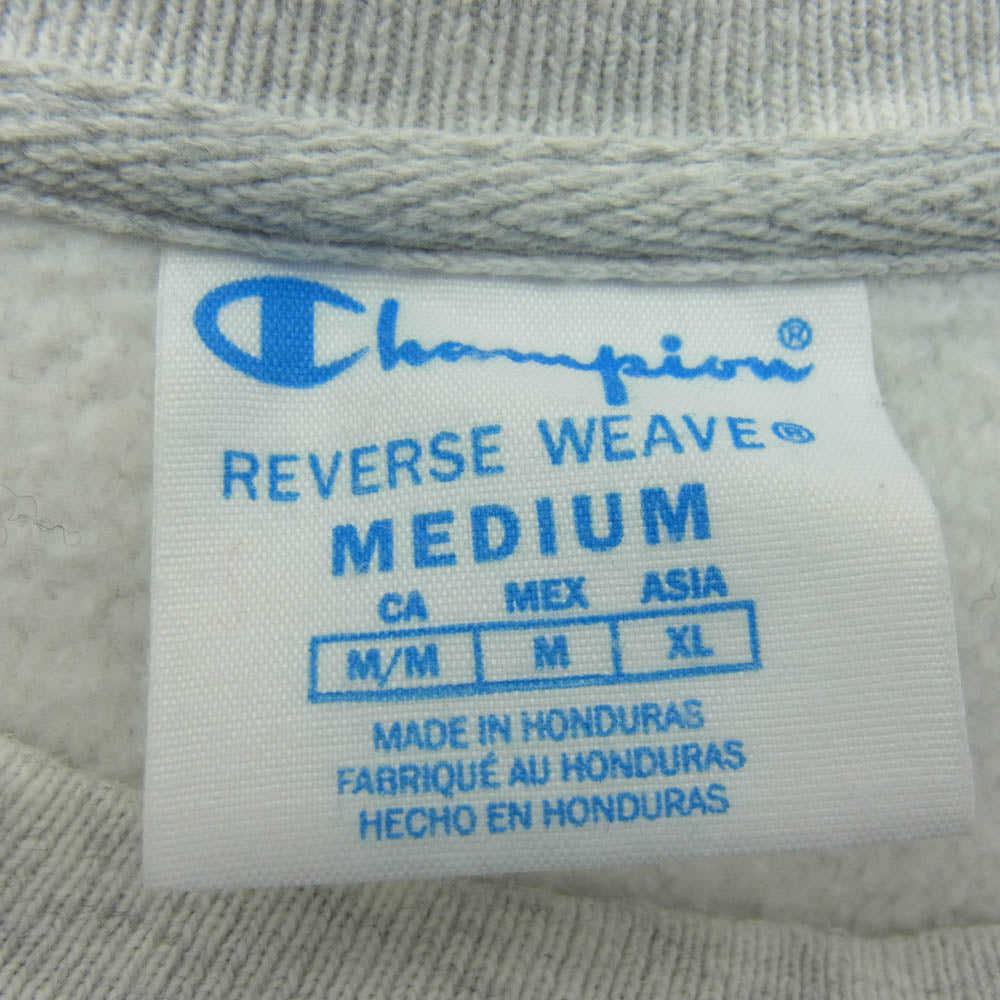 Champion®
REVERSE WEAVE®
MEDIUM
CA MEX ASIA
M/M M XL
MADE IN HONDURAS
FABRIQUÉ AU HONDURAS
HECHO EN HONDURAS